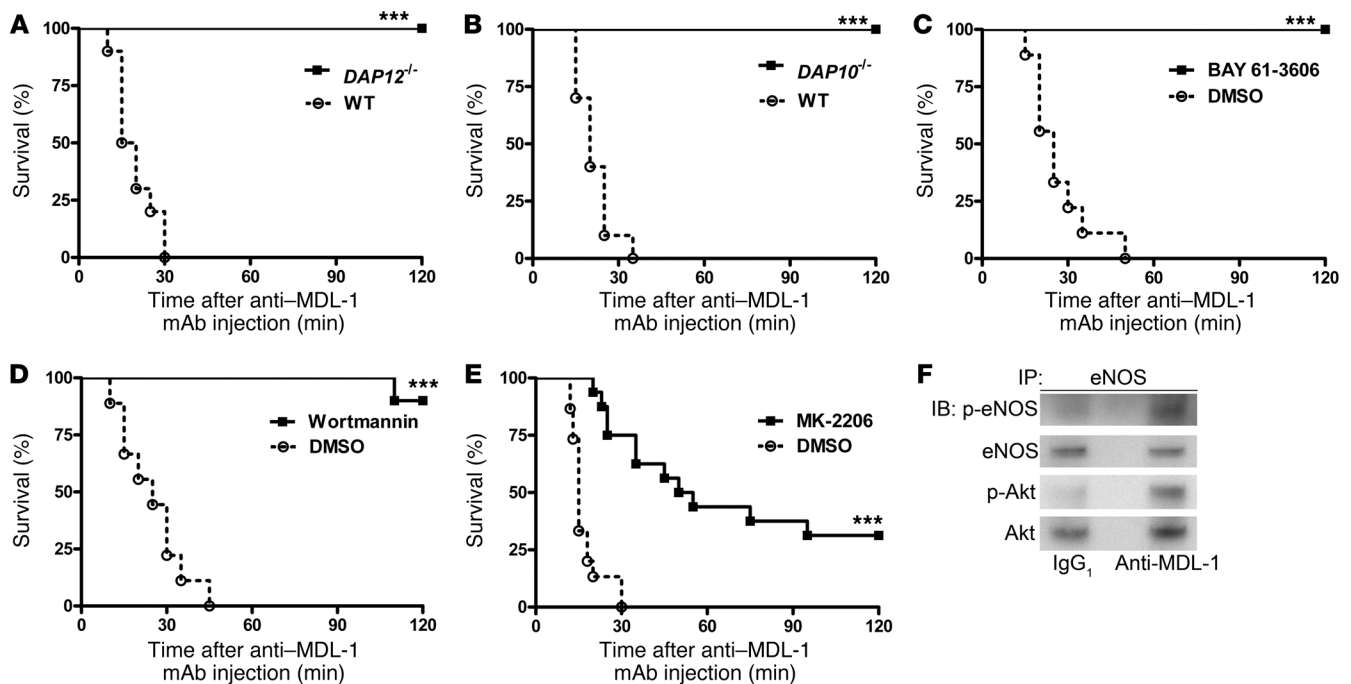 A
***
100
75
50
25
0
Survival (%)
DAP12-/-
WT
0 30 60 90 120
Time after anti–MDL-1
mAb injection (min)
B
***
100
75
50
25
0
Survival (%)
DAP10-/-
WT
0 30 60 90 120
Time after anti–MDL-1
mAb injection (min)
C
***
100
75
50
25
0
Survival (%)
BAY 61-3606
DMSO
0 30 60 90 120
Time after anti–MDL-1
mAb injection (min)
D
***
100
75
50
25
0
Survival (%)
Wortmannin
DMSO
0 30 60 90 120
Time after anti–MDL-1
mAb injection (min)
E
100
75
50
25
0
Survival (%)
MK-2206
DMSO
***
0 30 60 90 120
Time after anti–MDL-1
mAb injection (min)
F
IP: eNOS
IB: p-eNOS
eNOS
p-Akt
Akt
IgG1 Anti-MDL-1